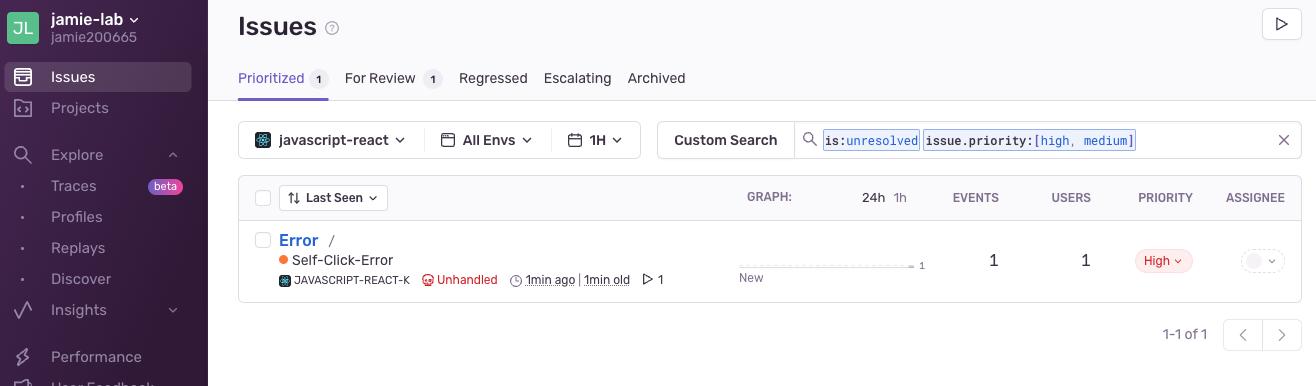 JL
jamie-lab
jamie200665
Issues
Projects
Explore
Traces beta
Profiles
Replays
Discover
Insights
Performance
User Feedback
Issues ?
Prioritized 1 For Review 1 Regressed Escalating Archived
javascript-react All Envs 1H Custom Search is:unresolved issue.priority:[high, medium]
Last Seen GRAPH: 24h 1h EVENTS USERS PRIORITY ASSIGNEE
Error /
Self-Click-Error
JAVASCRIPT-REACT-K Unhandled 1min ago | 1min old 1
1
New
1 1 High
1-1 of 1